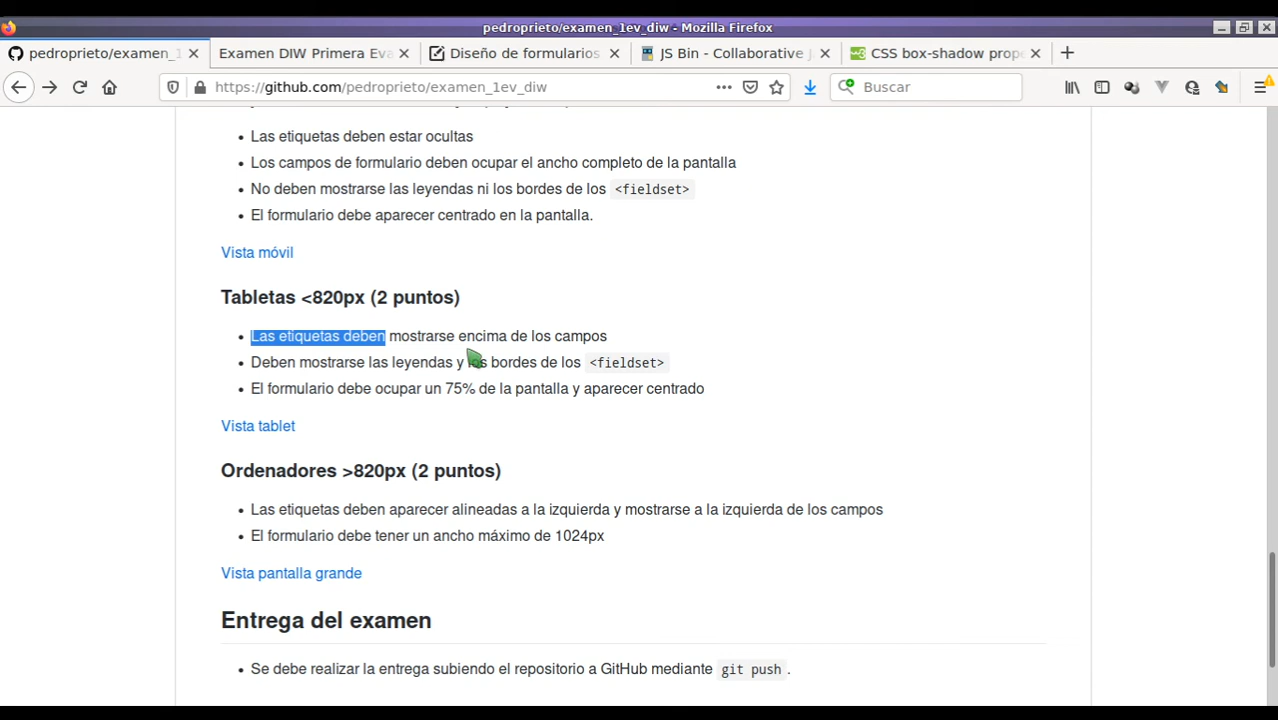 pedroprieto/examen_1ev_diw - Mozilla Firefox
pedroprieto/examen_1
Examen DIW Primera Eva
Diseño de formularios
JS Bin - Collaborative
CSS box-shadow prop
https://github.com/pedroprieto/examen_1ev_diw
Buscar
Las etiquetas deben estar ocultas
Los campos de formulario deben ocupar el ancho completo de la pantalla
No deben mostrarse las leyendas ni los bordes de los <fieldset>
El formulario debe aparecer centrado en la pantalla.
Vista móvil
Tabletas <820px (2 puntos)
Las etiquetas deben mostrarse encima de los campos
Deben mostrarse las leyendas y los bordes de los <fieldset>
El formulario debe ocupar un 75% de la pantalla y aparecer centrado
Vista tablet
Ordenadores >820px (2 puntos)
Las etiquetas deben aparecer alineadas a la izquierda y mostrarse a la izquierda de los campos
El formulario debe tener un ancho máximo de 1024px
Vista pantalla grande
Entrega del examen
Se debe realizar la entrega subiendo el repositorio a GitHub mediante git push.